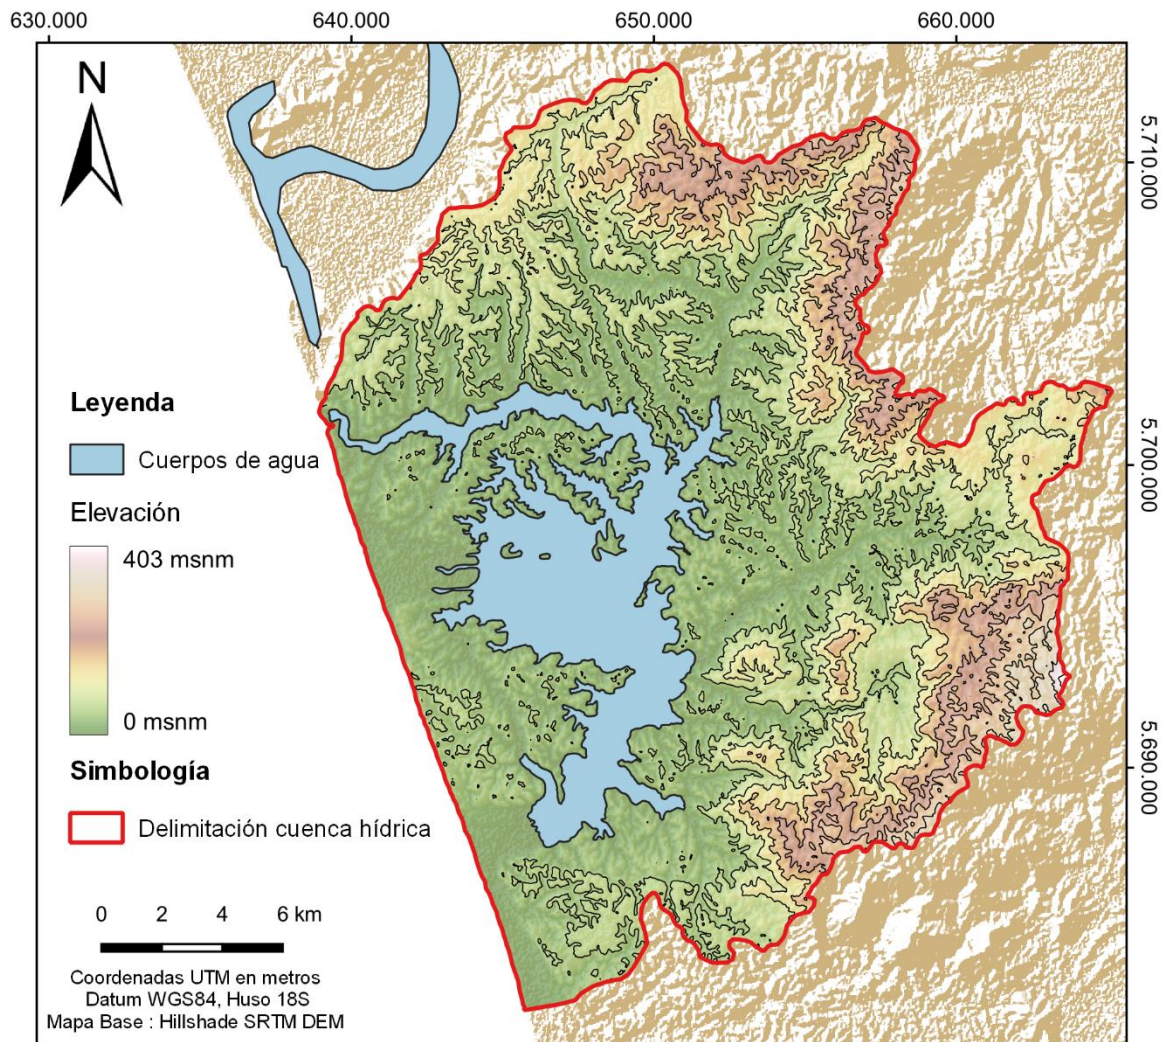 630.000 640.000 650.000 660.000
N
5.710.000
5.700.000
5.690.000
Leyenda
Cuerpos de agua
Elevación
403 msnm
0 msnm
Simbología
Delimitación cuenca hídrica
0 2 4 6 km
Coordenadas UTM en metros
Datum WGS84, Huso 18S
Mapa Base : Hillshade SRTM DEM